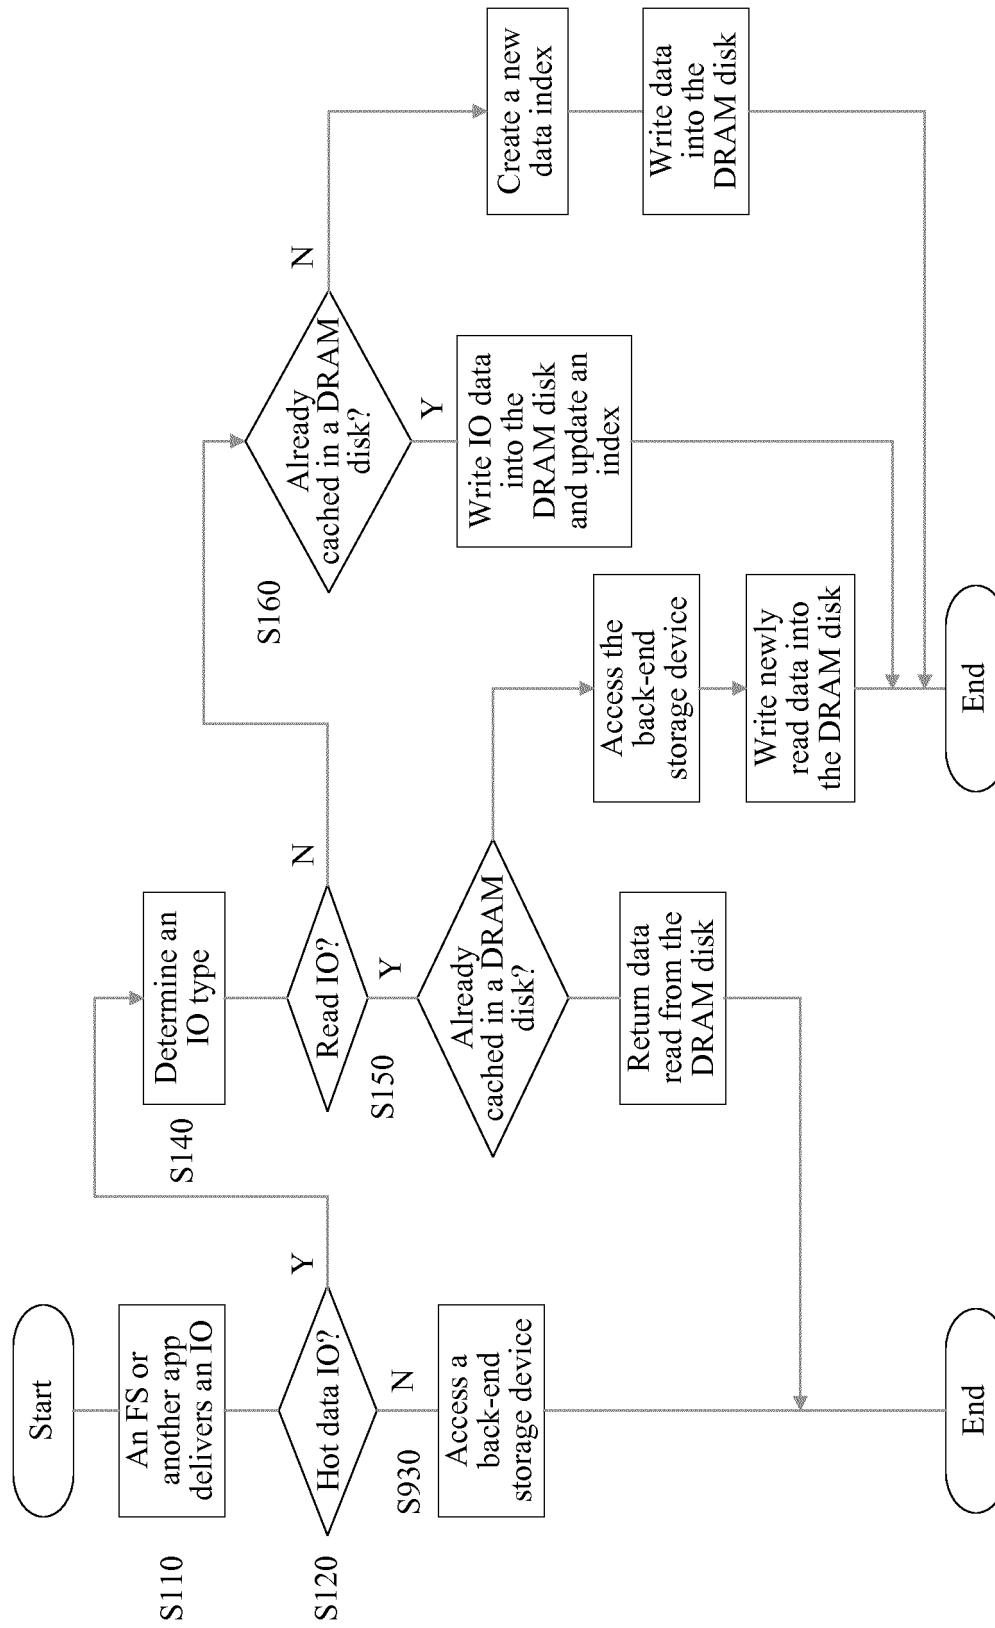 Start
S110
An FS or
another app
delivers an IO
S120
Hot data IO?
Y
N
S930
Access a
back-end
storage device
End
S140
Determine an
IO type
Read IO?
N
Y
S150
Already
cached in a DRAM
disk?
Return data
read from the
DRAM disk
Access the
back-end
storage device
Write newly
read data into
the DRAM disk
End
S160
Already
cached in a DRAM
disk?
N
Y
Write IO data
into the
DRAM disk
and update an
index
Create a new
data index
Write data
into the
DRAM disk